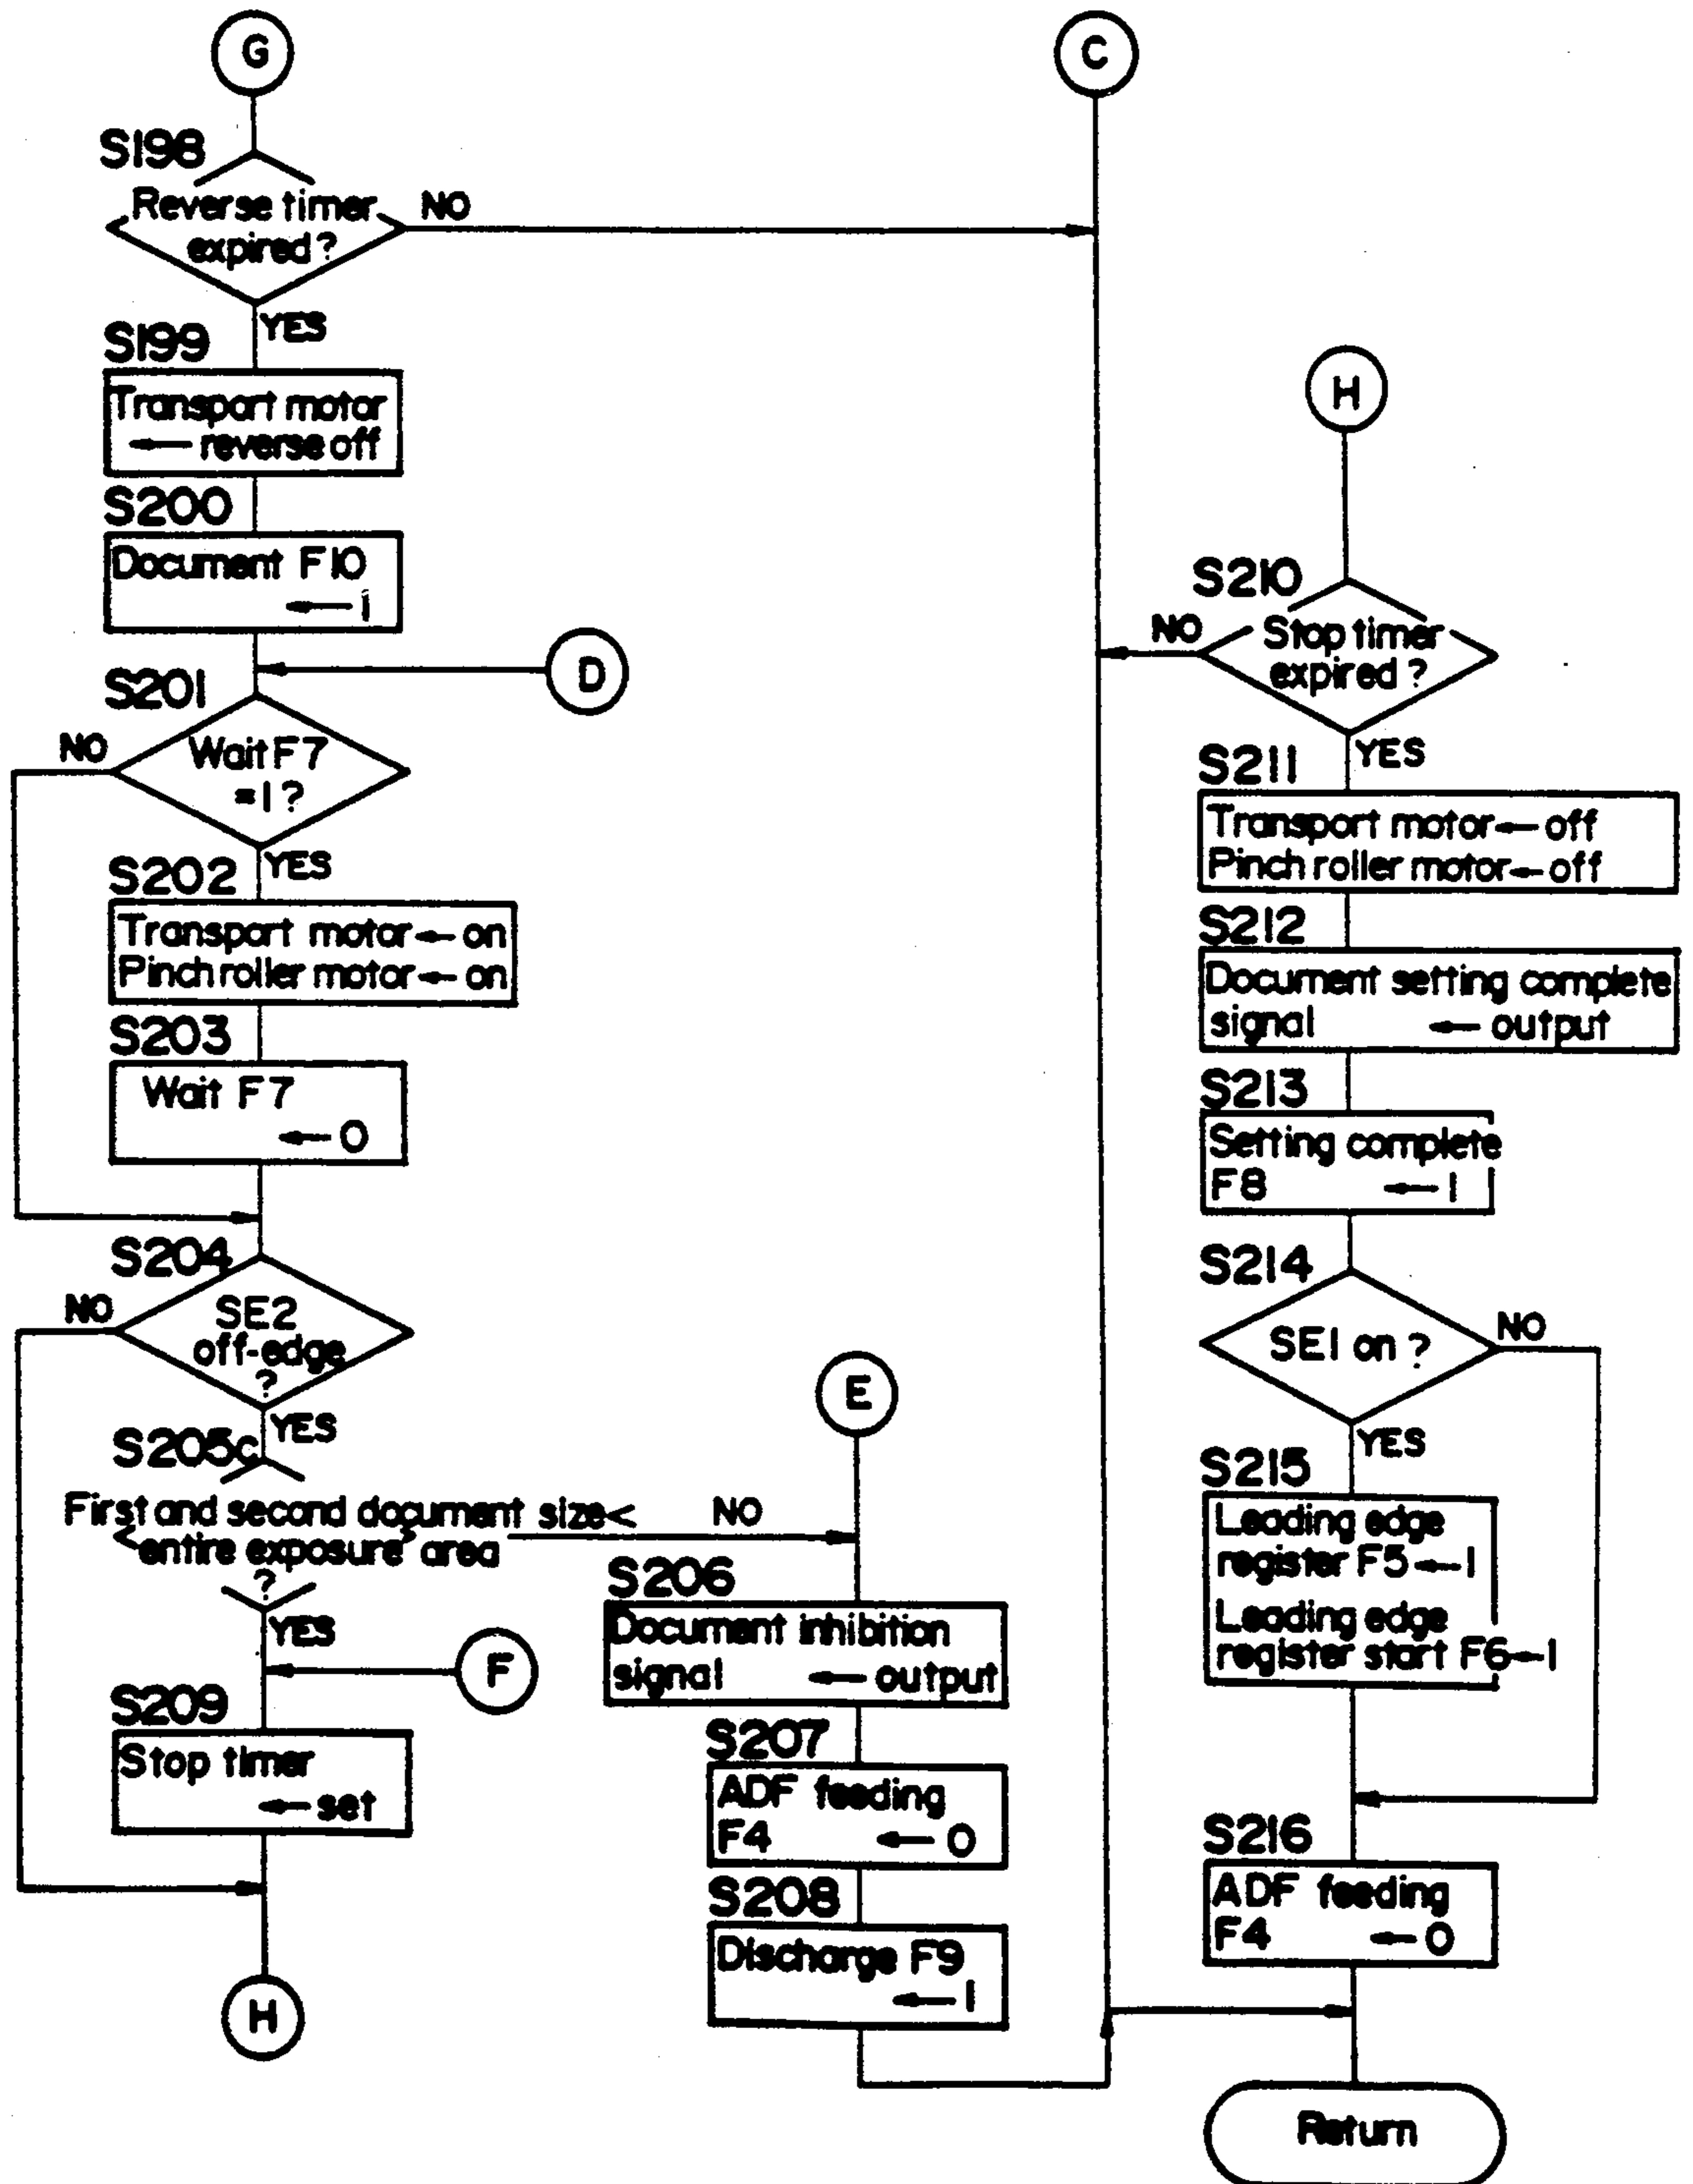 G
S198
Reverse timer
expired?
NO
YES
S199
Transport motor
← reverse off
S200
Document F10
←1
D
S201
Wait F7
=1?
NO
YES
S202
Transport motor←on
Pinch roller motor←on
S203
Wait F7
←0
S204
SE2
off-edge
?
NO
YES
S205c
First and second document size<
entire exposure area
?
NO
YES
F
S209
Stop timer
←set
H
E
S206
Document inhibition
signal ← output
S207
ADF feeding
F4 ←0
S208
Discharge F9
←1
C
H
S210
Stop timer
expired?
NO
YES
S211
Transport motor←off
Pinch roller motor←off
S212
Document setting complete
signal ← output
S213
Setting complete
F8 ←1
S214
SE1 on?
NO
YES
S215
Leading edge
register F5←1
Leading edge
register start F6←1
S216
ADF feeding
F4 ←0
Return